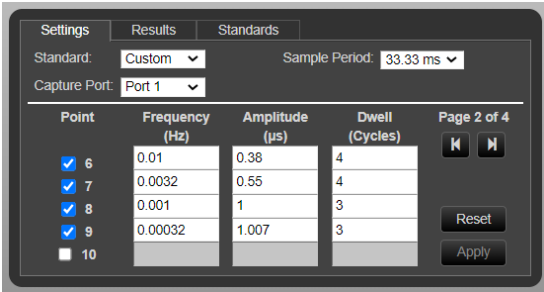 Settings Results Standards
Standard: Custom Sample Period: 33.33 ms
Capture Port: Port 1
Point Frequency (Hz) Amplitude (µs) Dwell (Cycles) Page 2 of 4
6 0.01 0.38 4
7 0.0032 0.55 4
8 0.001 1 3
9 0.00032 1.007 3
10
Reset
Apply